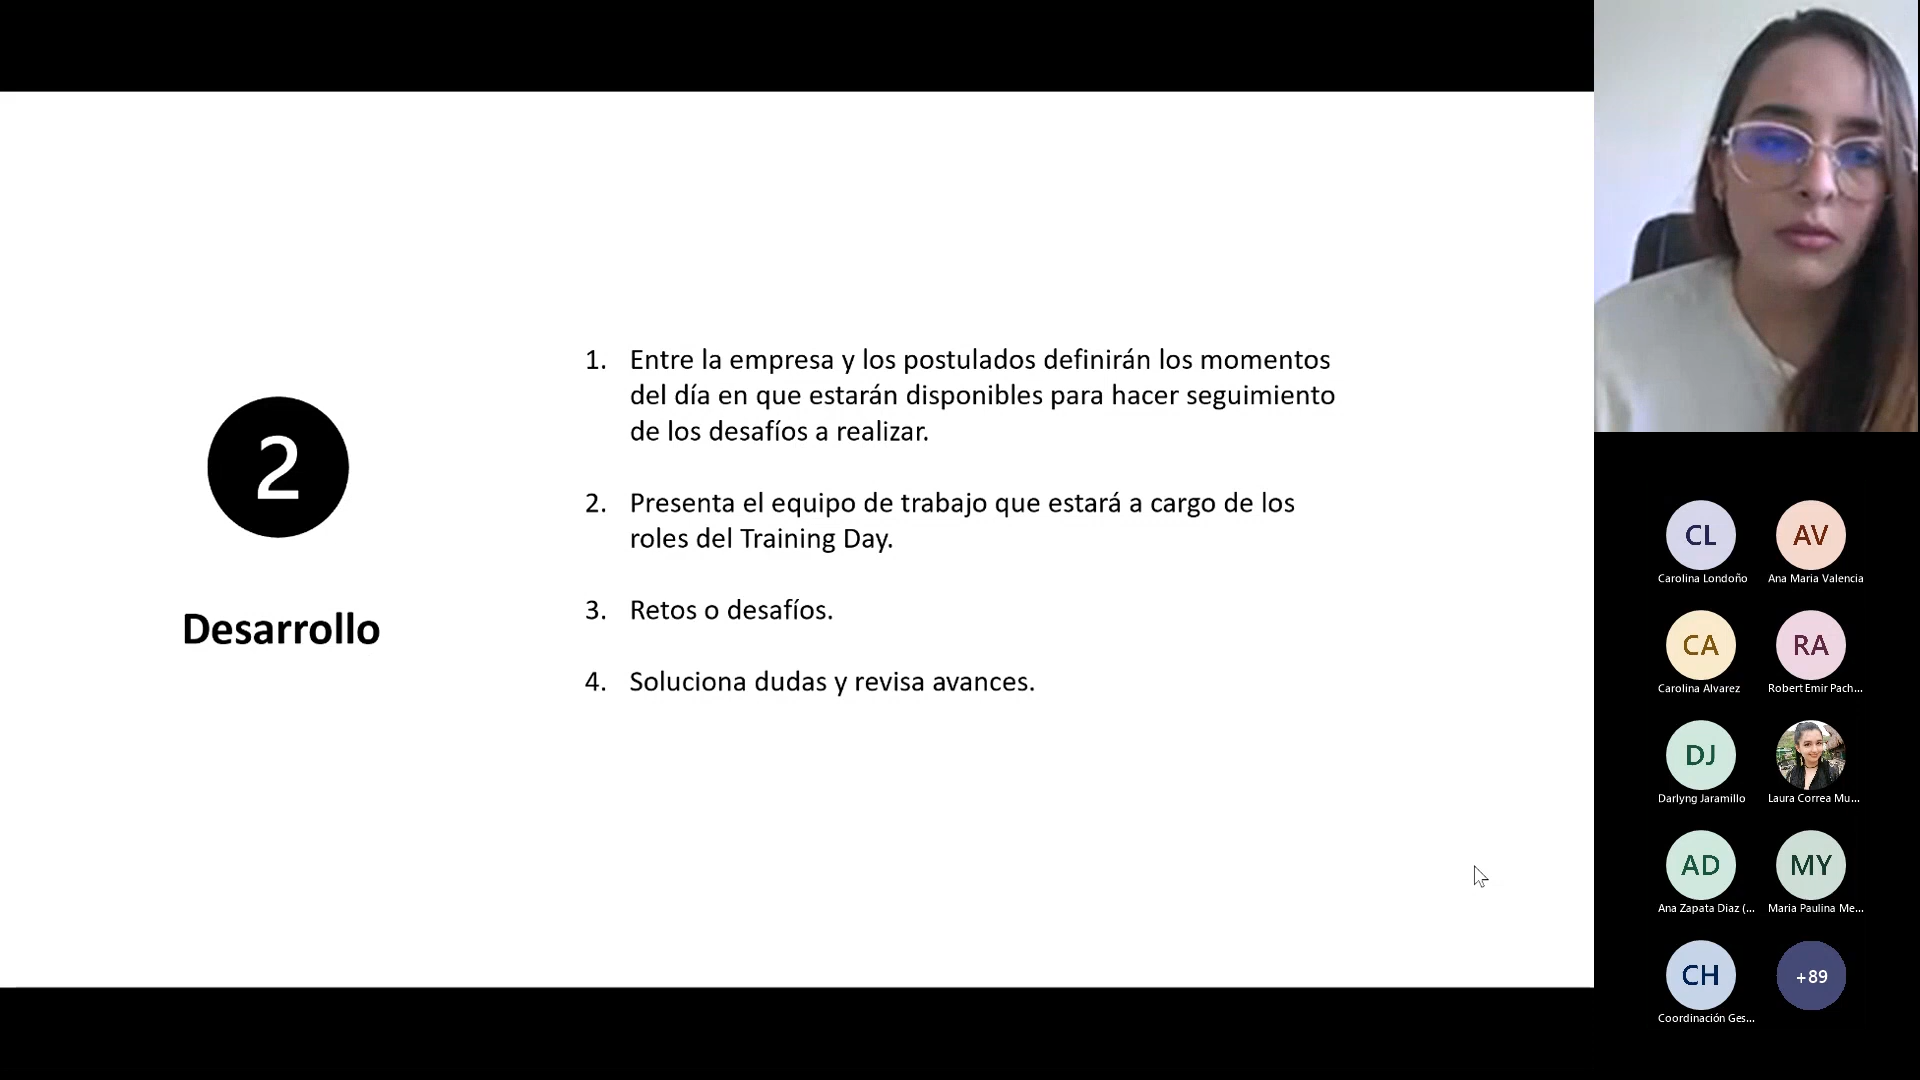 2
Desarrollo
1. Entre la empresa y los postulados definirán los momentos
del día en que estarán disponibles para hacer seguimiento
de los desafíos a realizar.
2. Presenta el equipo de trabajo que estará a cargo de los
roles del Training Day.
3. Retos o desafíos.
4. Soluciona dudas y revisa avances.
CL
Carolina Londoño
AV
Ana Maria Valencia
CA
Carolina Alvarez
RA
Robert Emir Pach...
DJ
Darlyng Jaramillo
Laura Correa Mu...
AD
Ana Zapata Diaz (...
MY
Maria Paulina Me...
CH
Coordinación Ges...
+89